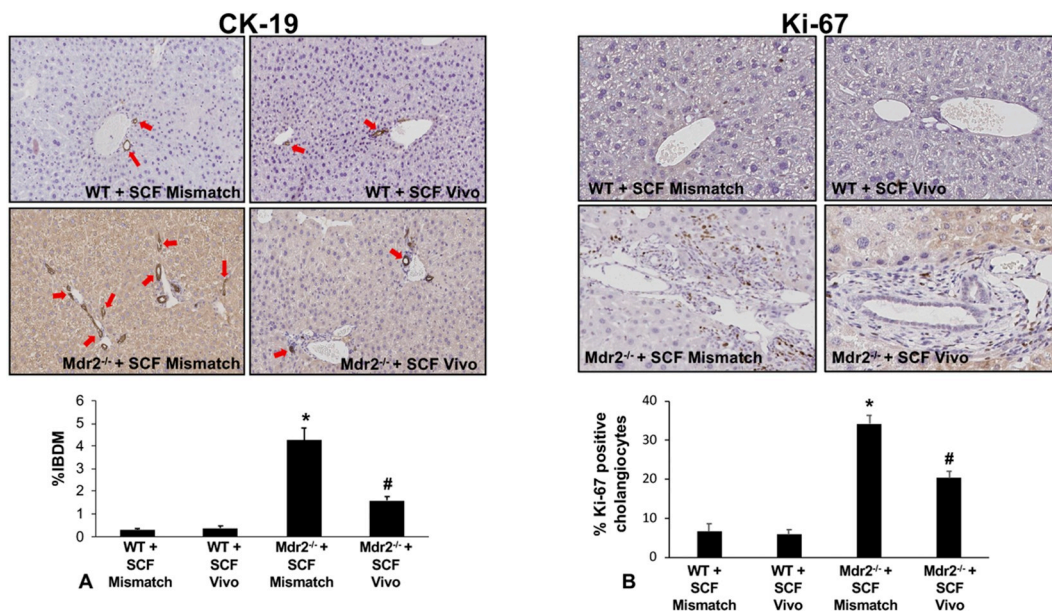 CK-19
WT + SCF Mismatch
WT + SCF Vivo
Mdr2-/- + SCF Mismatch
Mdr2-/- + SCF Vivo
%IBDM
6
5
4
3
2
1
0
*
#
WT +
SCF
Mismatch
WT +
SCF
Vivo
Mdr2-/- +
SCF
Mismatch
Mdr2-/- +
SCF
Vivo
A
Ki-67
WT + SCF Mismatch
WT + SCF Vivo
Mdr2-/- + SCF Mismatch
Mdr2-/- + SCF Vivo
% Ki-67 positive
cholangiocytes
40
30
20
10
0
*
#
WT +
SCF
Mismatch
WT +
SCF
Vivo
Mdr2-/- +
SCF
Mismatch
Mdr2-/- +
SCF
Vivo
B